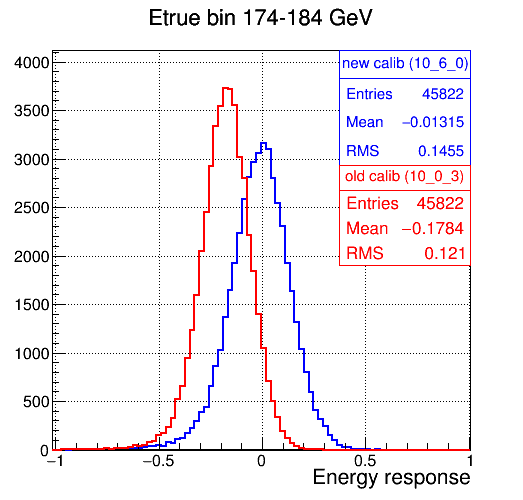 Etrue bin 174-184 GeV
new calib (10_6_0)
Entries 45822
Mean −0.01315
RMS 0.1455
old calib (10_0_3)
Entries 45822
Mean −0.1784
RMS 0.121
4000
3500
3000
2500
2000
1500
1000
500
0
−1 −0.5 0 0.5 1
Energy response